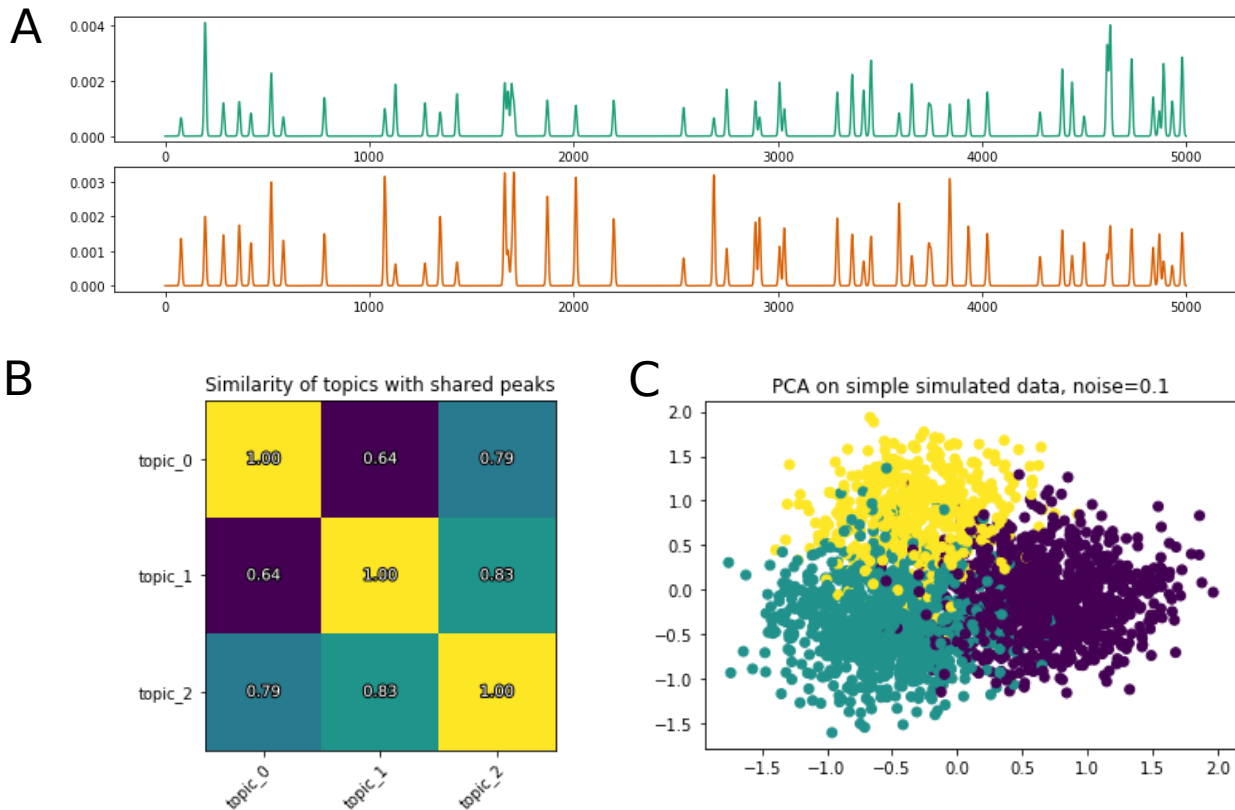 A
0.004
0.002
0.000
0 1000 2000 3000 4000 5000
0.003
0.002
0.001
0.000
0 1000 2000 3000 4000 5000
B
Similarity of topics with shared peaks
topic_0 1.00 0.64 0.79
topic_1 0.64 1.00 0.83
topic_2 0.79 0.83 1.00
topic_0 topic_1 topic_2
C
PCA on simple simulated data, noise=0.1
2.0
1.5
1.0
0.5
0.0
−0.5
−1.0
−1.5
−1.5 −1.0 −0.5 0.0 0.5 1.0 1.5 2.0